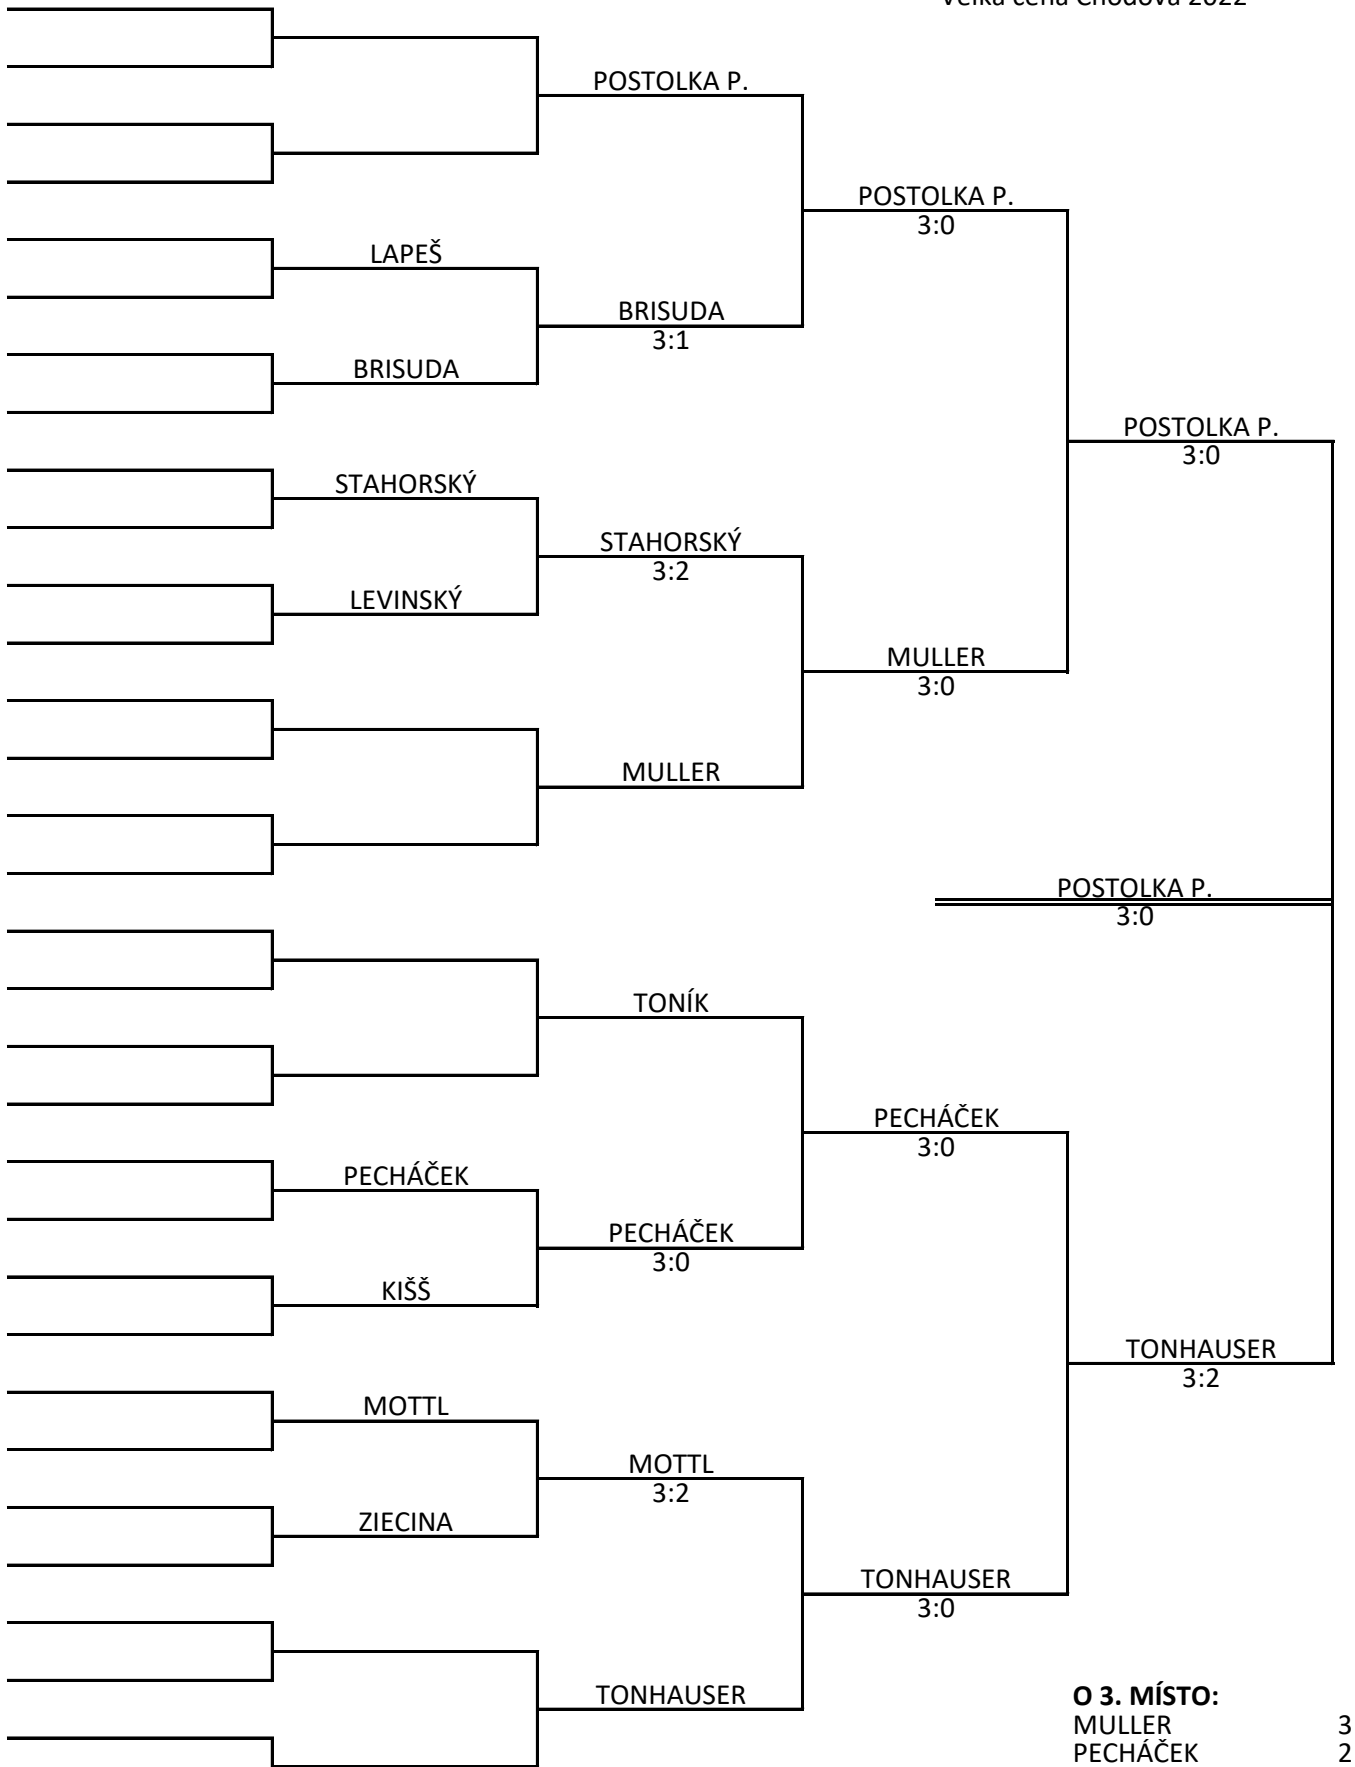 Velká cena Chodova 2022
POSTOLKA P.
POSTOLKA P.
3:0
LAPEŠ
BRISUDA
3:1
BRISUDA
POSTOLKA P.
3:0
STAHORSKÝ
STAHORSKÝ
3:2
LEVINSKÝ
MULLER
3:0
MULLER
POSTOLKA P.
3:0
TONÍK
PECHÁČEK
3:0
PECHÁČEK
PECHÁČEK
3:0
KIŠŠ
TONHAUSER
3:2
MOTTL
MOTTL
3:2
ZIECINA
TONHAUSER
3:0
TONHAUSER
O 3. MÍSTO:
MULLER 3
PECHÁČEK 2